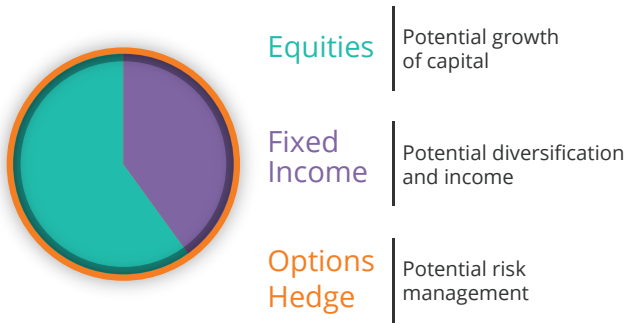 Equities
Potential growth
of capital
Fixed
Income
Potential diversification
and income
Options
Hedge
Potential risk
management